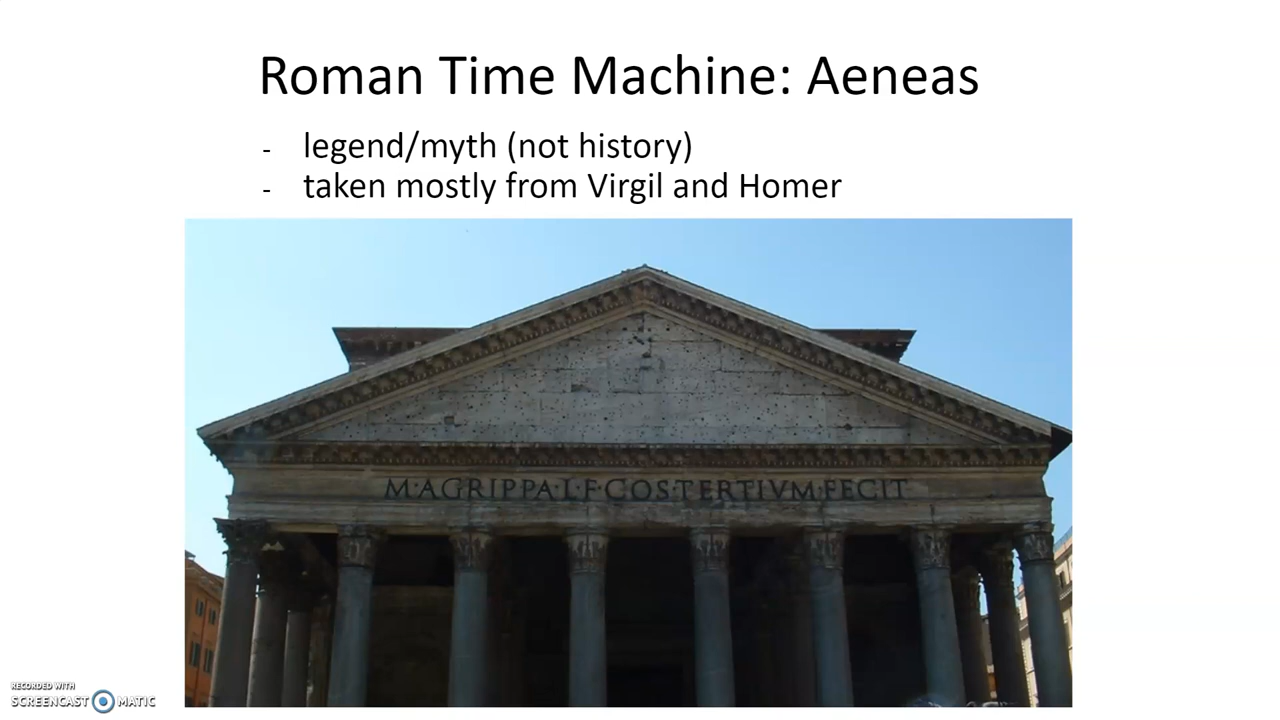 Roman Time Machine: Aeneas
- legend/myth (not history)
- taken mostly from Virgil and Homer
M·AGRIPPA·L·F·COS·TERTIVM·FECIT
RECORDED WITH
SCREENCAST MATIC